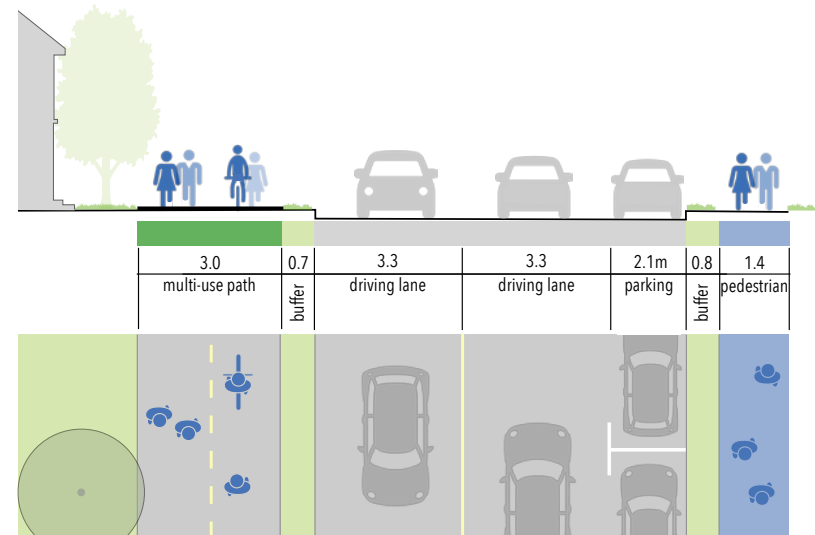 3.0
multi-use path
0.7
buffer
3.3
driving lane
3.3
driving lane
2.1m
parking
0.8
buffer
1.4
pedestrian